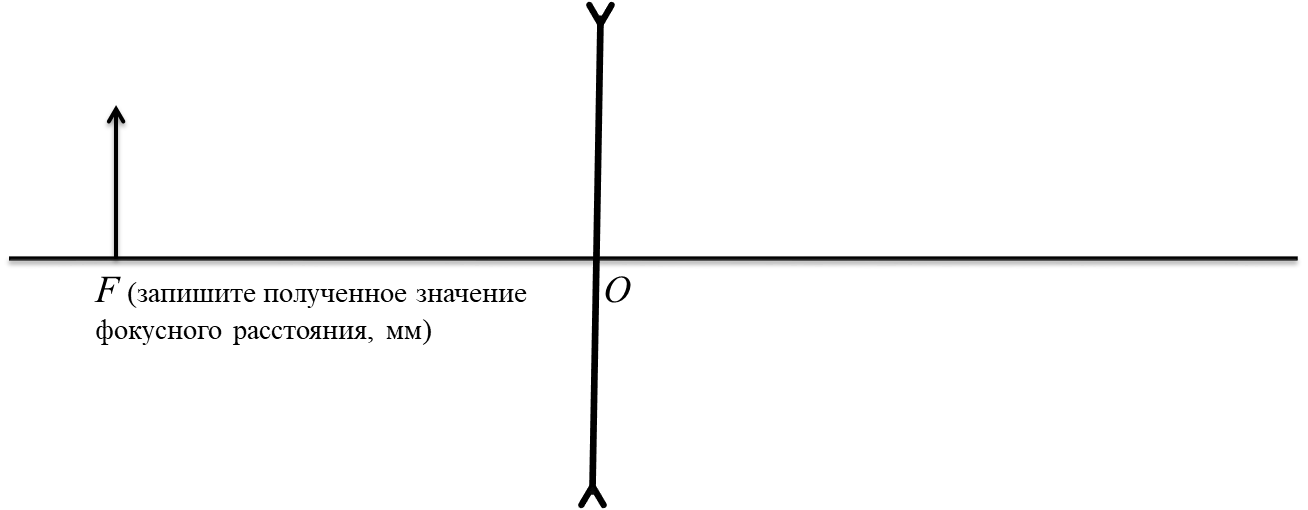 F (запишите полученное значение
фокусного расстояния, мм)
O